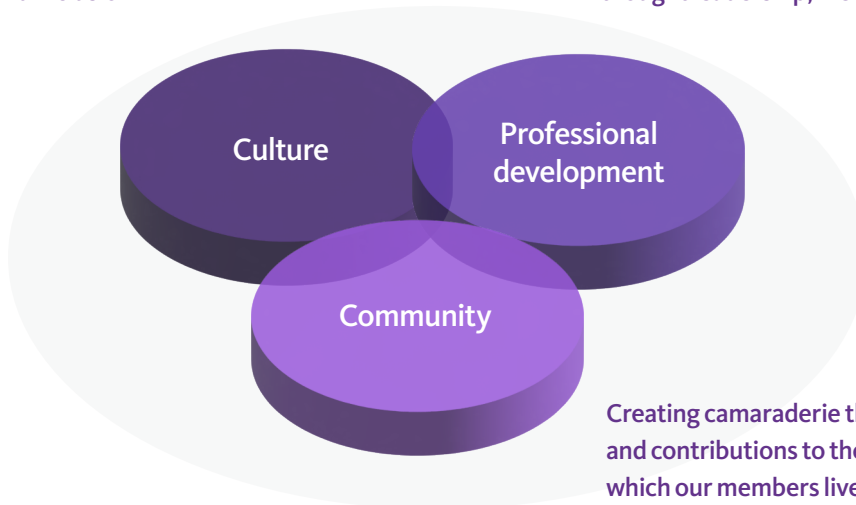 Culture
Professional
development
Community
Creating camaraderie
and contributions to the
which our members live